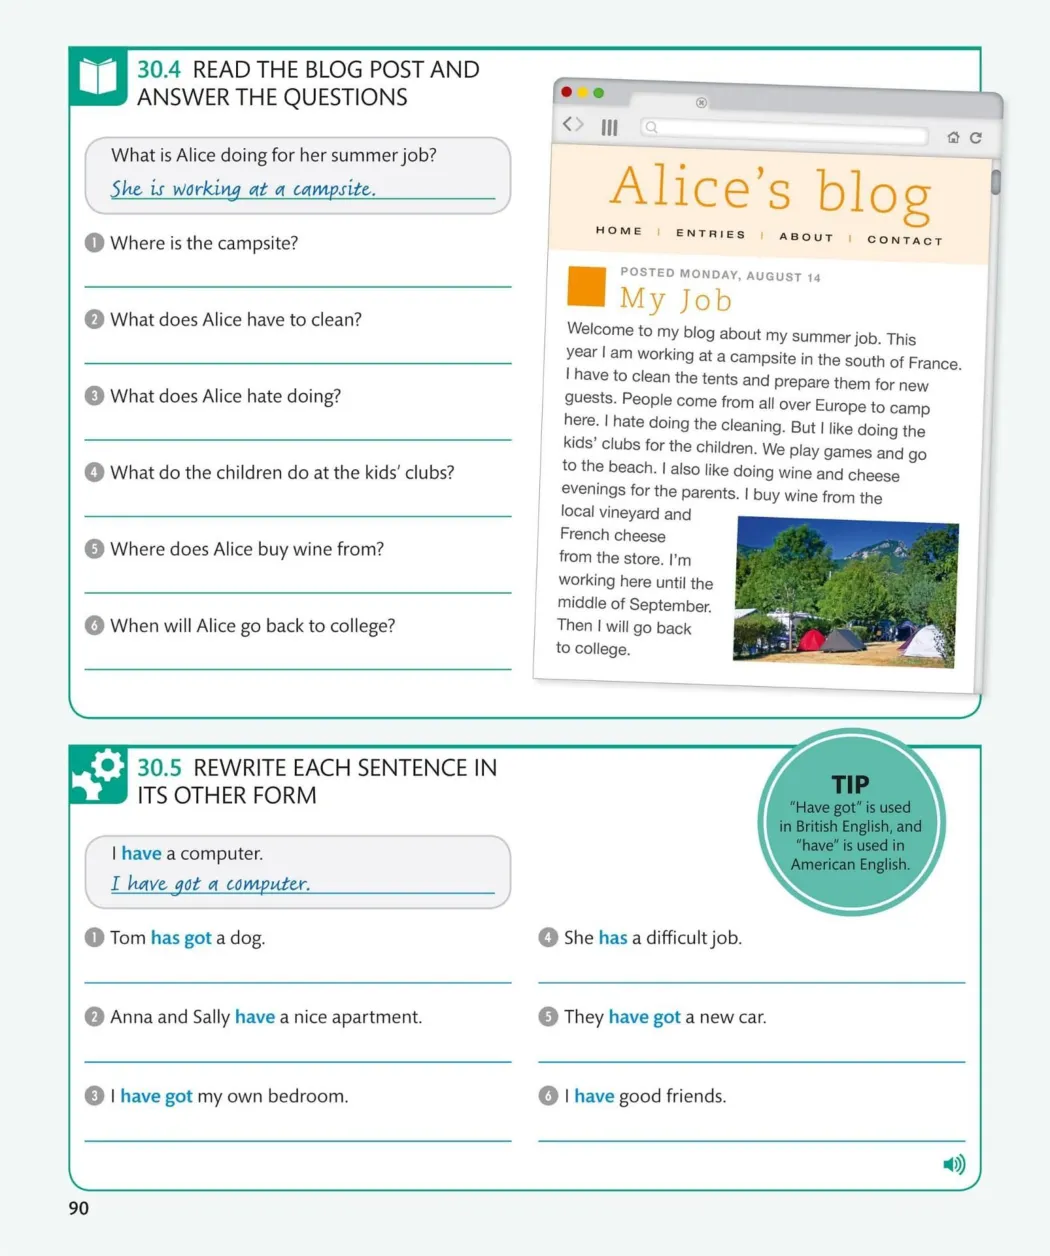 30.4 READ THE BLOG POST AND
ANSWER THE QUESTIONS
What is Alice doing for her summer job?
She is working at a campsite.
1 Where is the campsite?
2 What does Alice have to clean?
3 What does Alice hate doing?
4 What do the children do at the kids’ clubs?
5 Where does Alice buy wine from?
6 When will Alice go back to college?
Alice’s blog
HOME | ENTRIES | ABOUT | CONTACT
POSTED MONDAY, AUGUST 14
My Job
Welcome to my blog about my summer job. This
year I am working at a campsite in the south of France.
I have to clean the tents and prepare them for new
guests. People come from all over Europe to camp
here. I hate doing the cleaning. But I like doing the
kids’ clubs for the children. We play games and go
to the beach. I also like doing wine and cheese
evenings for the parents. I buy wine from the
local vineyard and
French cheese
from the store. I’m
working here until the
middle of September.
Then I will go back
to college.
30.5 REWRITE EACH SENTENCE IN
ITS OTHER FORM
TIP
“Have got” is used
in British English, and
“have” is used in
American English.
I have a computer.
I have got a computer.
1 Tom has got a dog.
2 Anna and Sally have a nice apartment.
3 I have got my own bedroom.
4 She has a difficult job.
5 They have got a new car.
6 I have good friends.
90